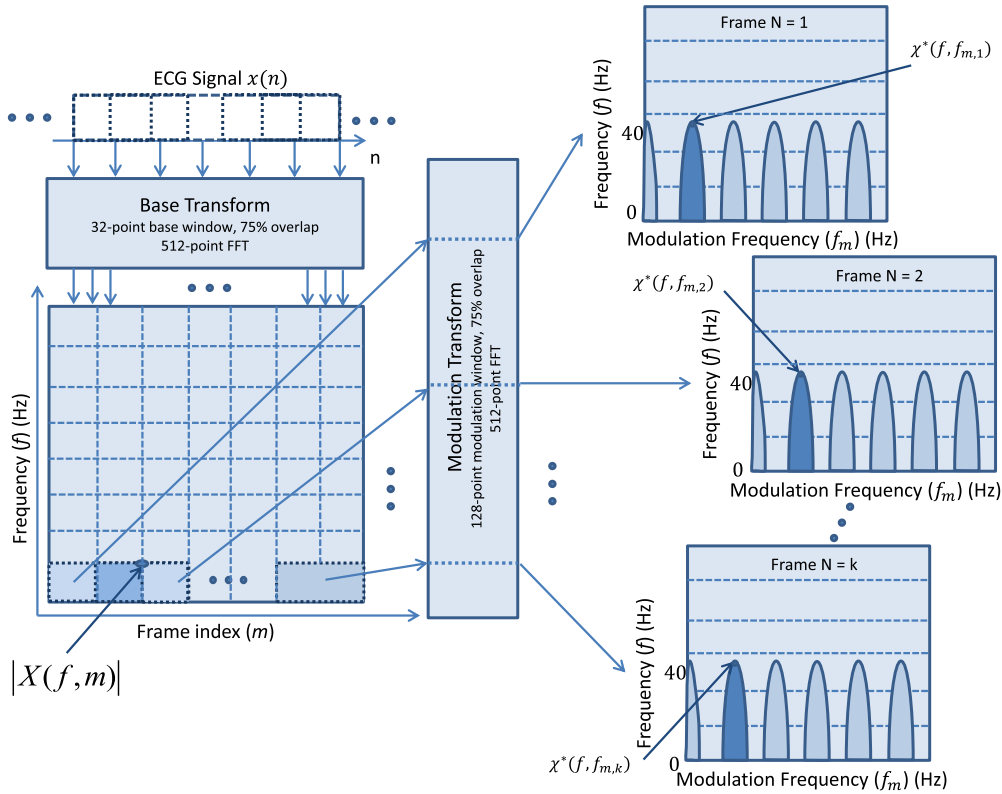 ECG Signal x(n)
n
Base Transform
32-point base window, 75% overlap
512-point FFT
Frequency (f) (Hz)
Frame index (m)
|X(f,m)|
Modulation Transform
128-point modulation window, 75% overlap
512-point FFT
Frame N = 1
χ*(f, f_{m,1})
Frequency (f) (Hz)
40
0
Modulation Frequency (f_m) (Hz)
Frame N = 2
χ*(f, f_{m,2})
Frequency (f) (Hz)
40
0
Modulation Frequency (f_m) (Hz)
Frame N = k
χ*(f, f_{m,k})
Frequency (f) (Hz)
40
0
Modulation Frequency (f_m) (Hz)